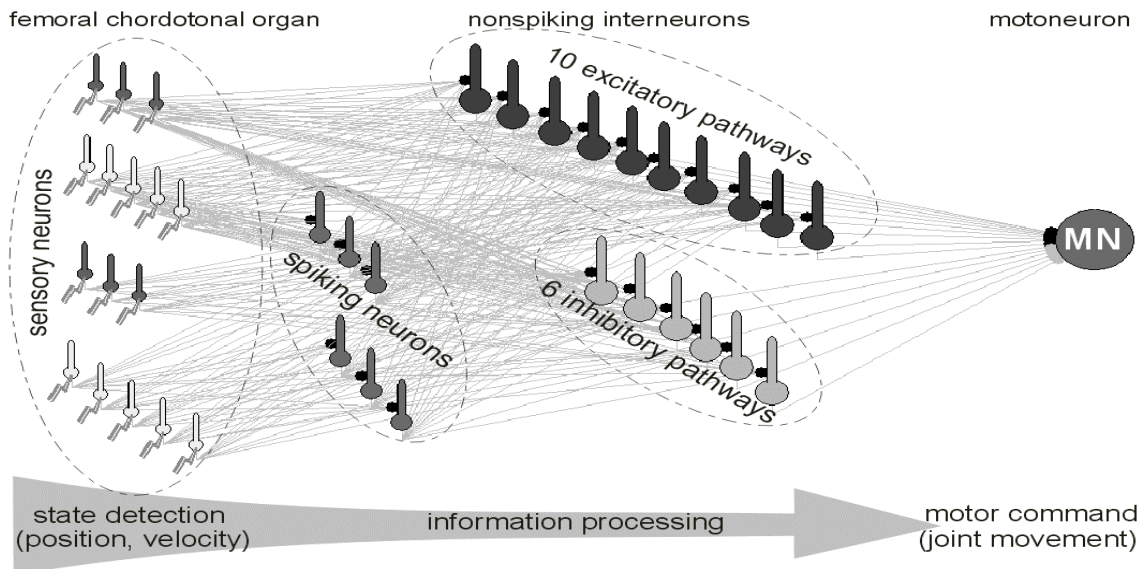 femoral chordotonal organ
nonspiking interneurons
motoneuron
10 excitatory pathways
sensory neurons
spiking neurons
6 inhibitory pathways
MN
state detection
(position, velocity)
information processing
motor command
(joint movement)